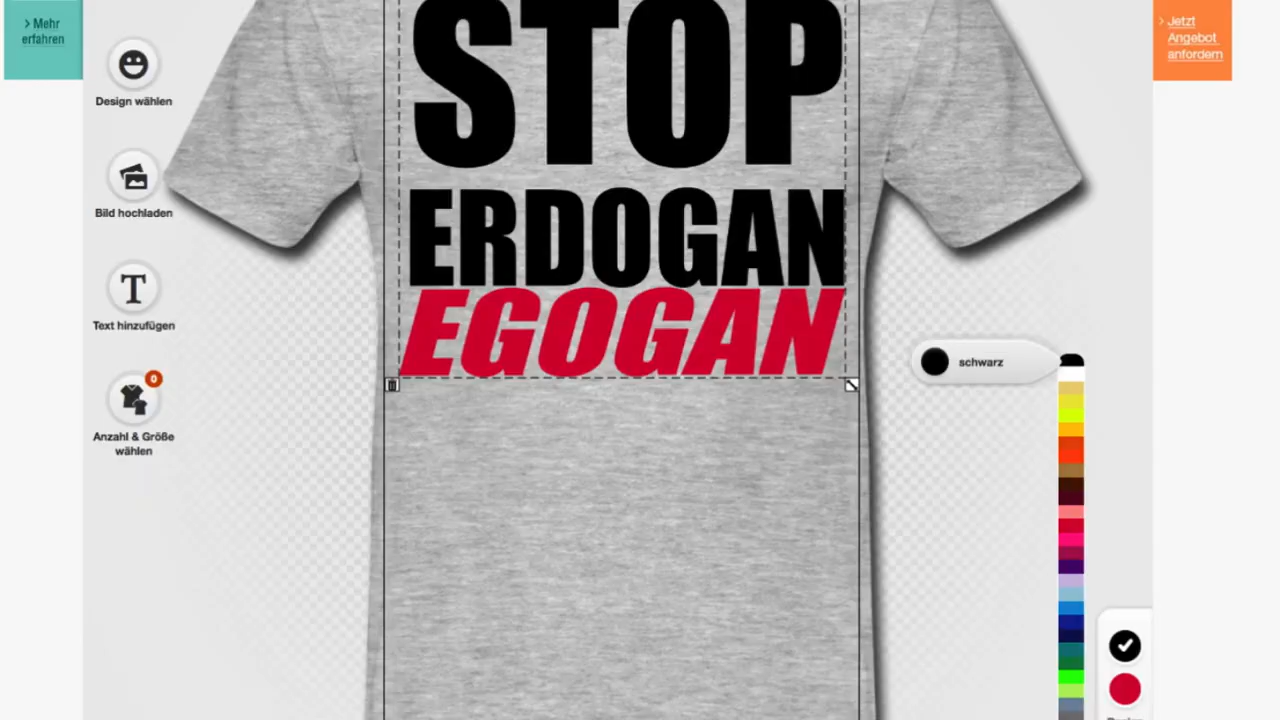 > Mehr
erfahren
> Jetzt
Angebot
anfordern
Design wählen
Bild hochladen
T
Text hinzufügen
0
Anzahl & Größe
wählen
STOP
ERDOGAN
EGOGAN
schwarz